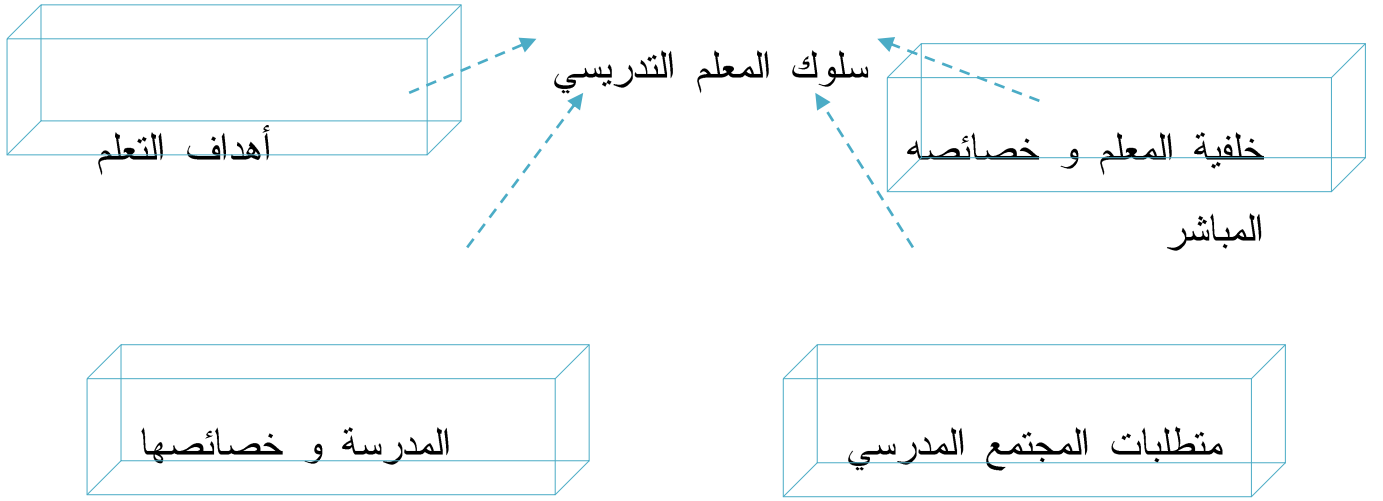 سلوك المعلم التدريسي
خلفية المعلم و خصائصه
أهداف التعلم
المباشر
متطلبات المجتمع المدرسي
المدرسة و خصائصها